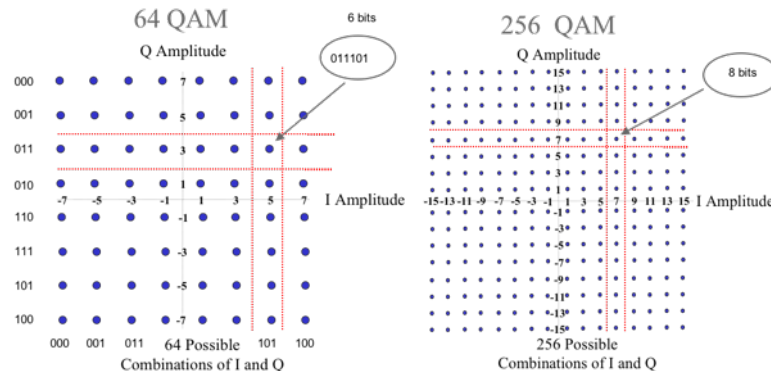 64 QAM
6 bits
Q Amplitude
011101
000
7
001
5
011
3
010
1
-7 -5 -3 -1 1 3 5 7
I Amplitude
110
-1
111
-3
101
-5
100
-7
000 001 011 64 Possible 101 100
Combinations of I and Q
256 QAM
Q Amplitude
8 bits
15
13
11
9
7
5
3
1
-15 -13 -11 -9 -7 -5 -3 -1 1 3 5 7 9 11 13 15
I Amplitude
-1
-3
-5
-7
-9
-11
-13
-15
256 Possible
Combinations of I and Q